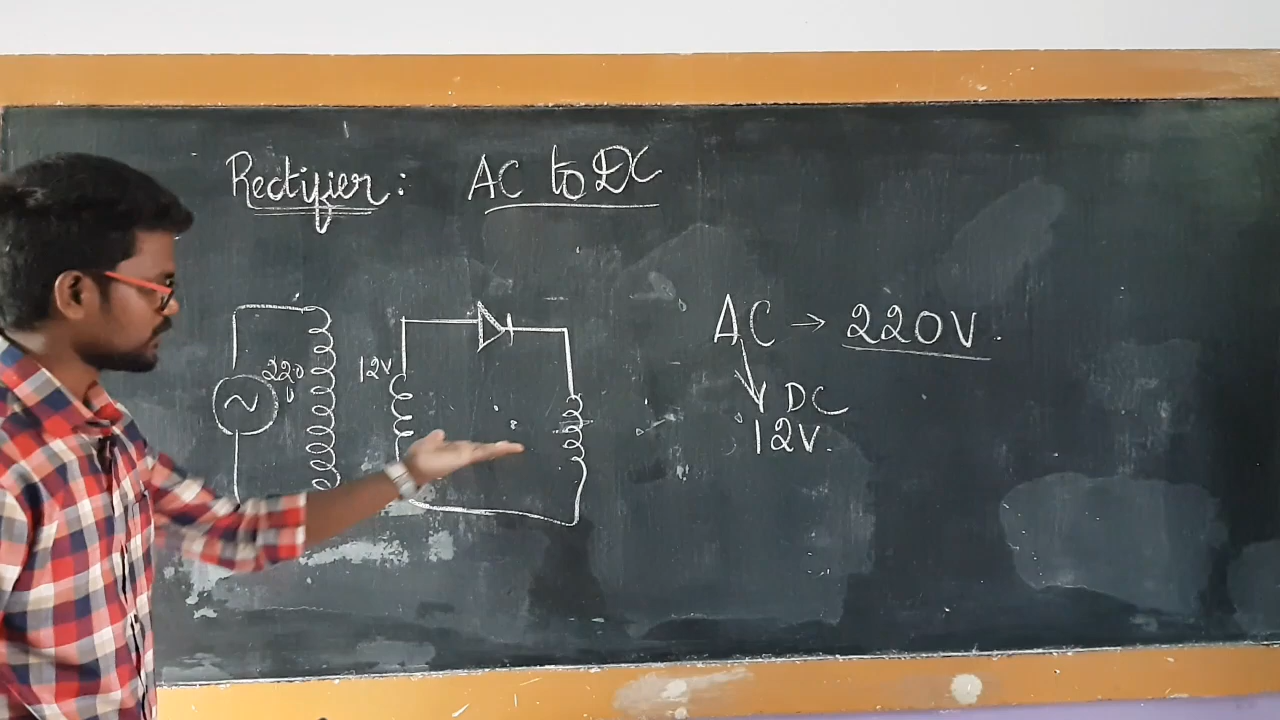 Rectifier: AC to DC
220
12V
AC → 220V.
DC
12V.